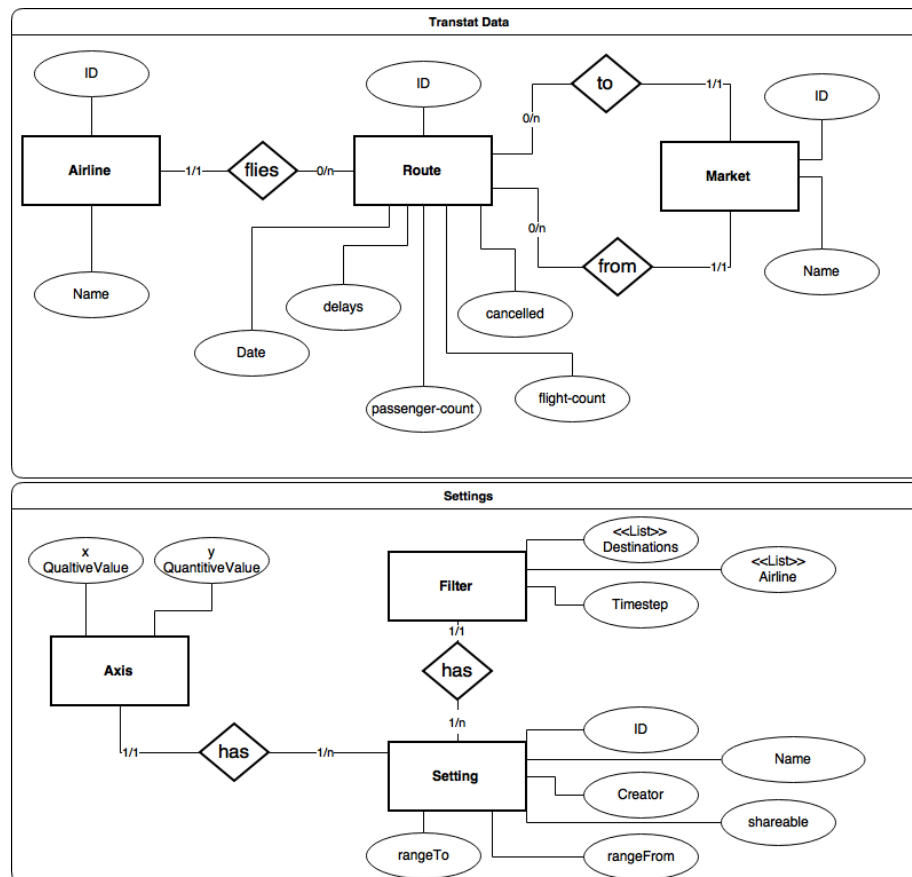 Transtat Data
ID
ID
to
1/1
ID
0/n
Airline
1/1
flies
0/n
Route
Market
0/n
from
1/1
Name
Name
delays
cancelled
Date
passenger-count
flight-count
Settings
x
QualtiveValue
y
QuantitiveValue
<<List>>
Destinations
<<List>>
Airline
Filter
Timestep
1/1
Axis
has
1/n
ID
1/1
has
1/n
Name
Setting
Creator
shareable
rangeTo
rangeFrom